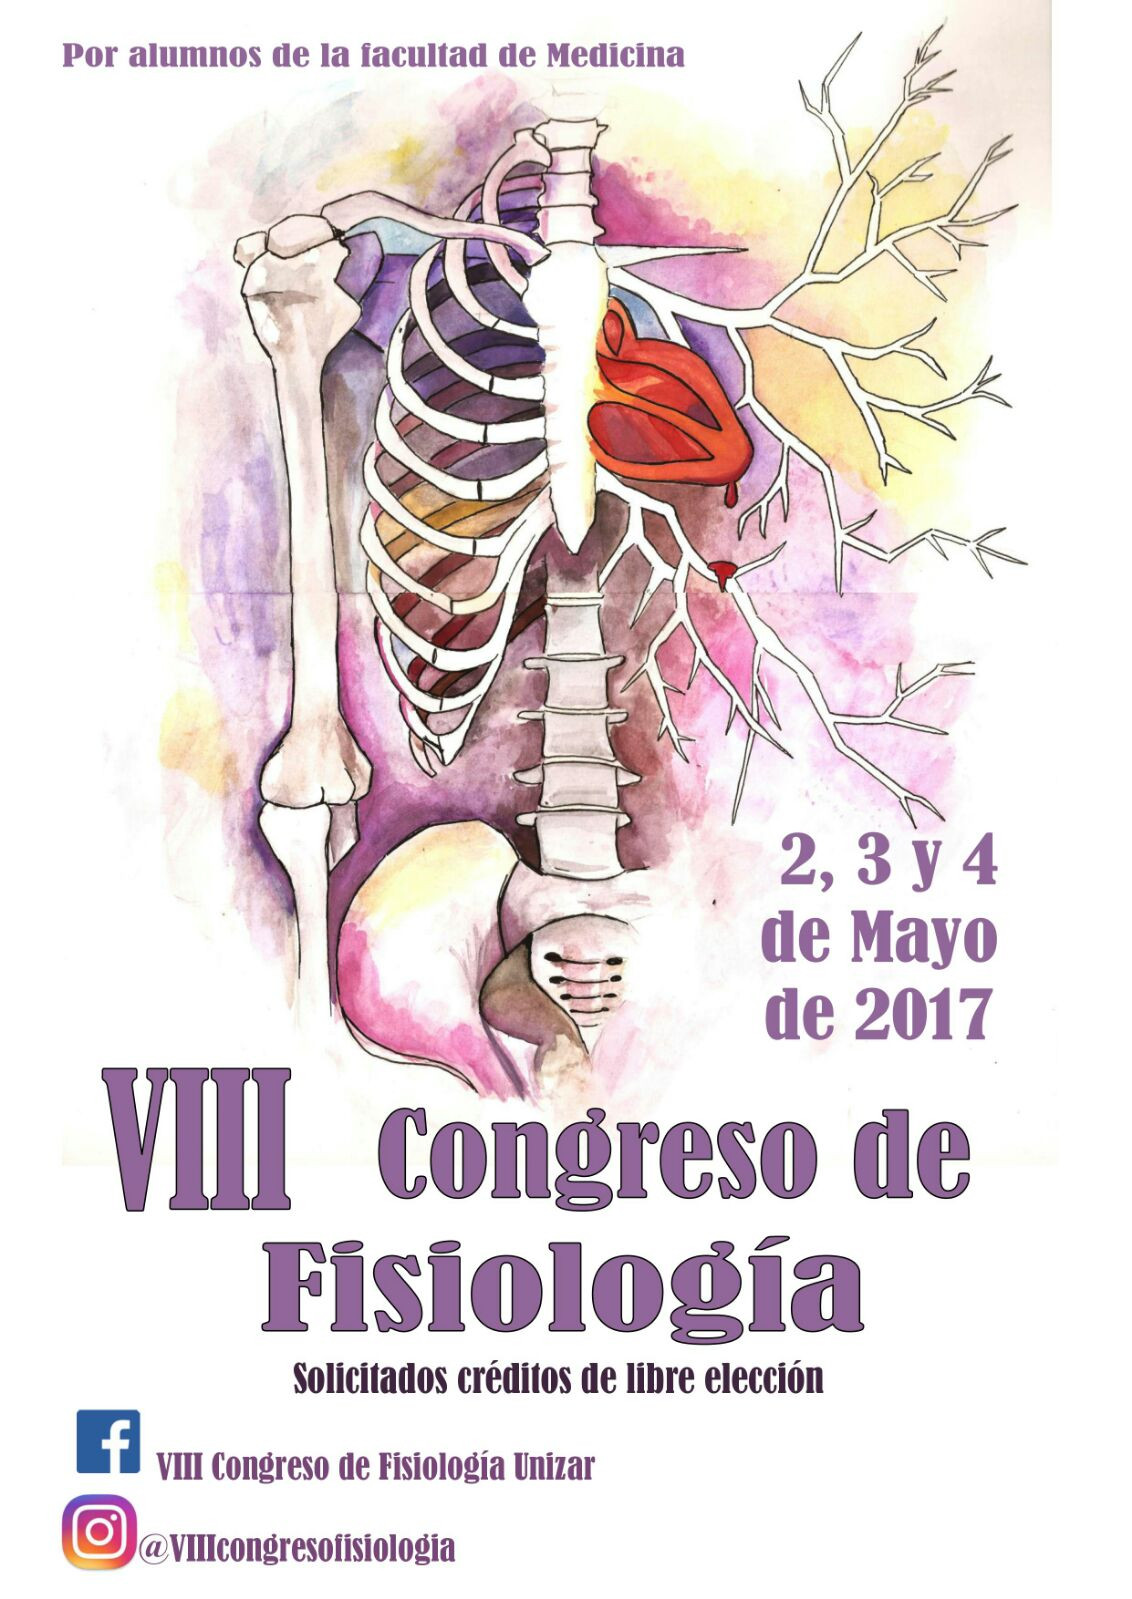 Por alumnos de la facultad de Medicina
2, 3 y 4
de Mayo
de 2017
VIII Congreso de
Fisiología
Solicitados créditos de libre elección
VIII Congreso de Fisiología Unizar
@VIIIcongresofisiologia